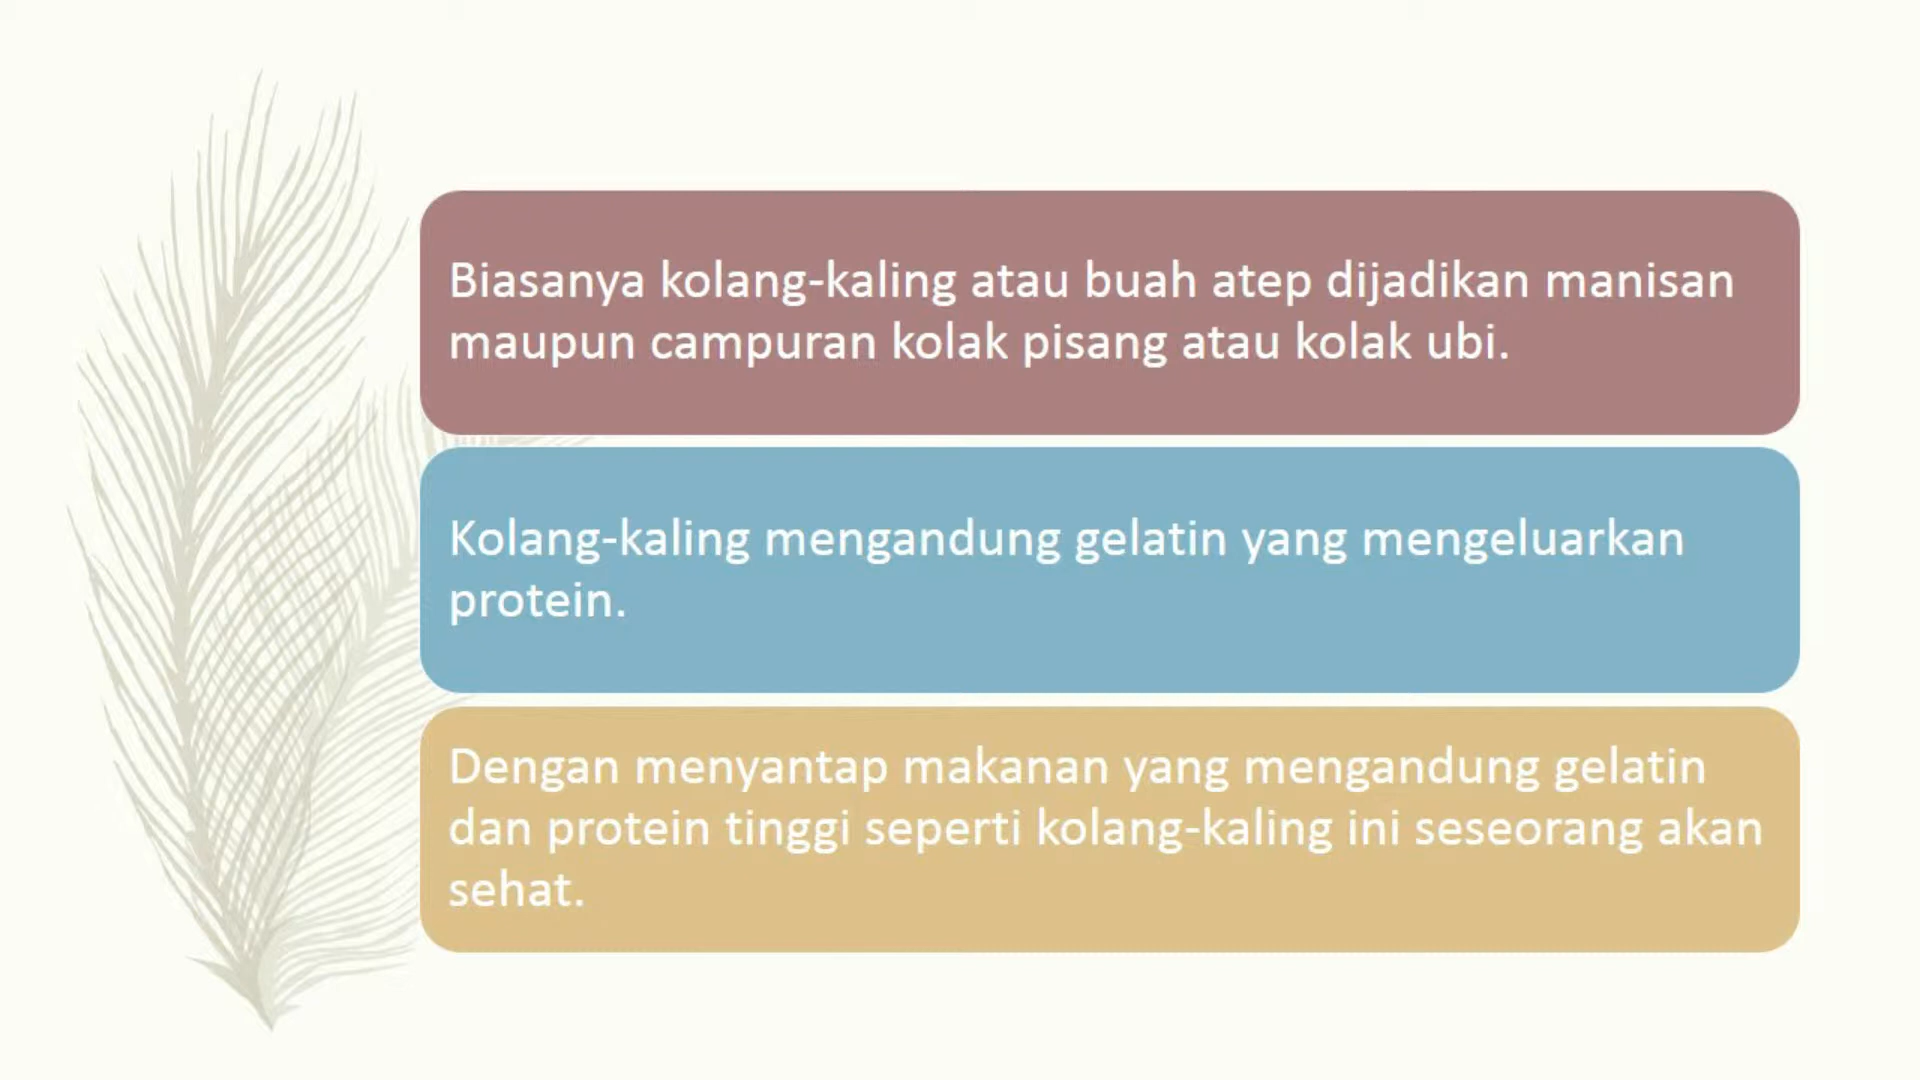 Biasanya kolang-kaling atau buah atep dijadikan manisan
maupun campuran kolak pisang atau kolak ubi.
Kolang-kaling mengandung gelatin yang mengeluarkan
protein.
Dengan menyantap makanan yang mengandung gelatin
dan protein tinggi seperti kolang-kaling ini seseorang akan
sehat.